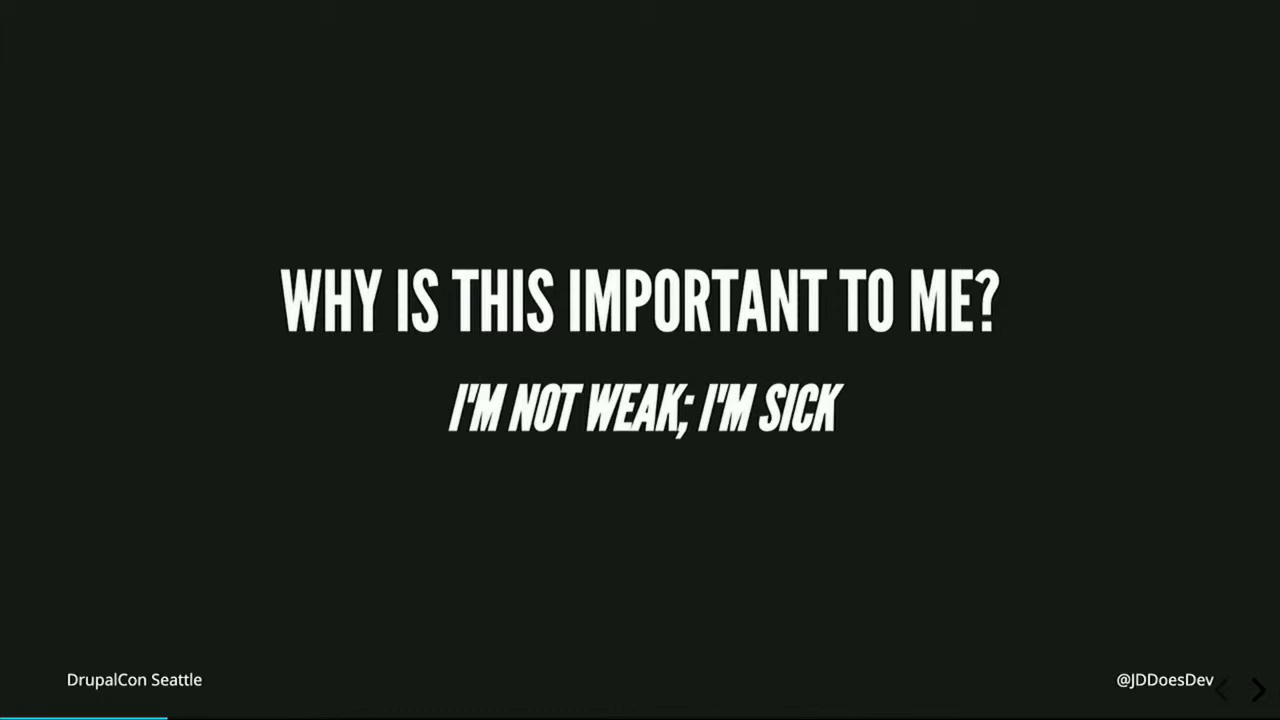 WHY IS THIS IMPORTANT TO ME?
I'M NOT WEAK; I'M SICK
DrupalCon Seattle
@JDDoesDev